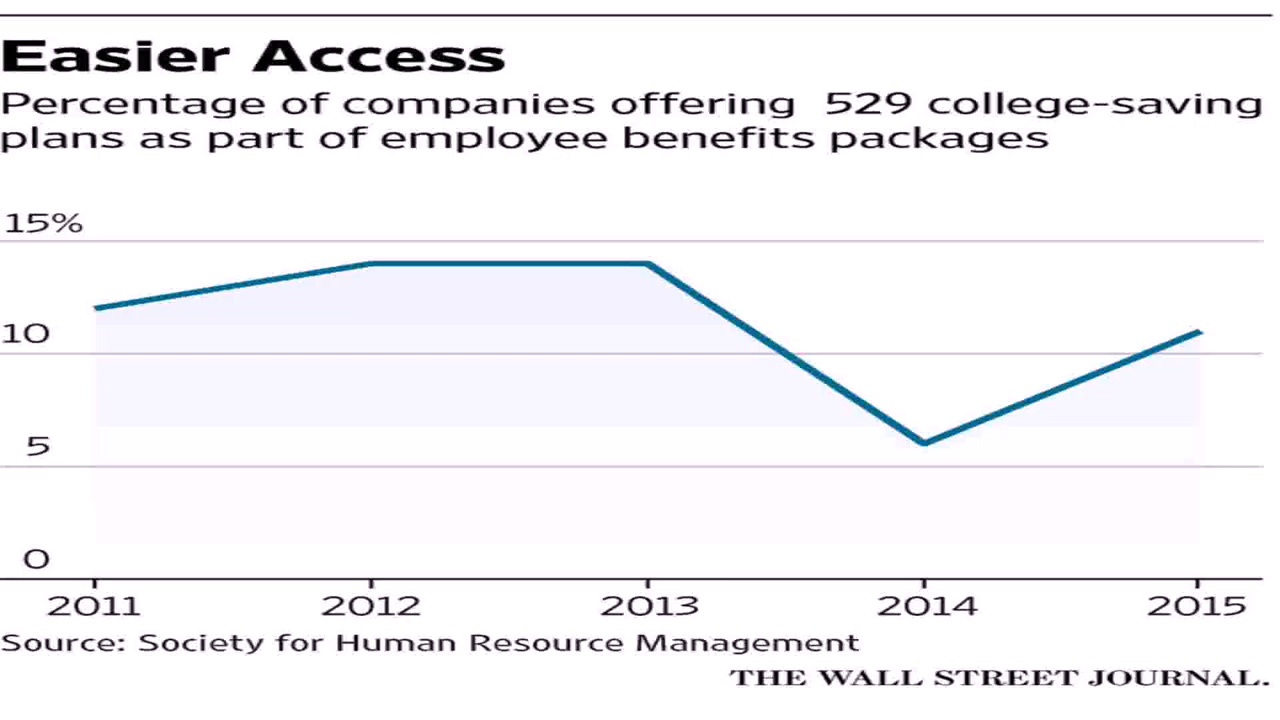 Easier Access
Percentage of companies offering 529 college-saving
plans as part of employee benefits packages
15%
10
5
0
2011 2012 2013 2014 2015
Source: Society for Human Resource Management
THE WALL STREET JOURNAL.